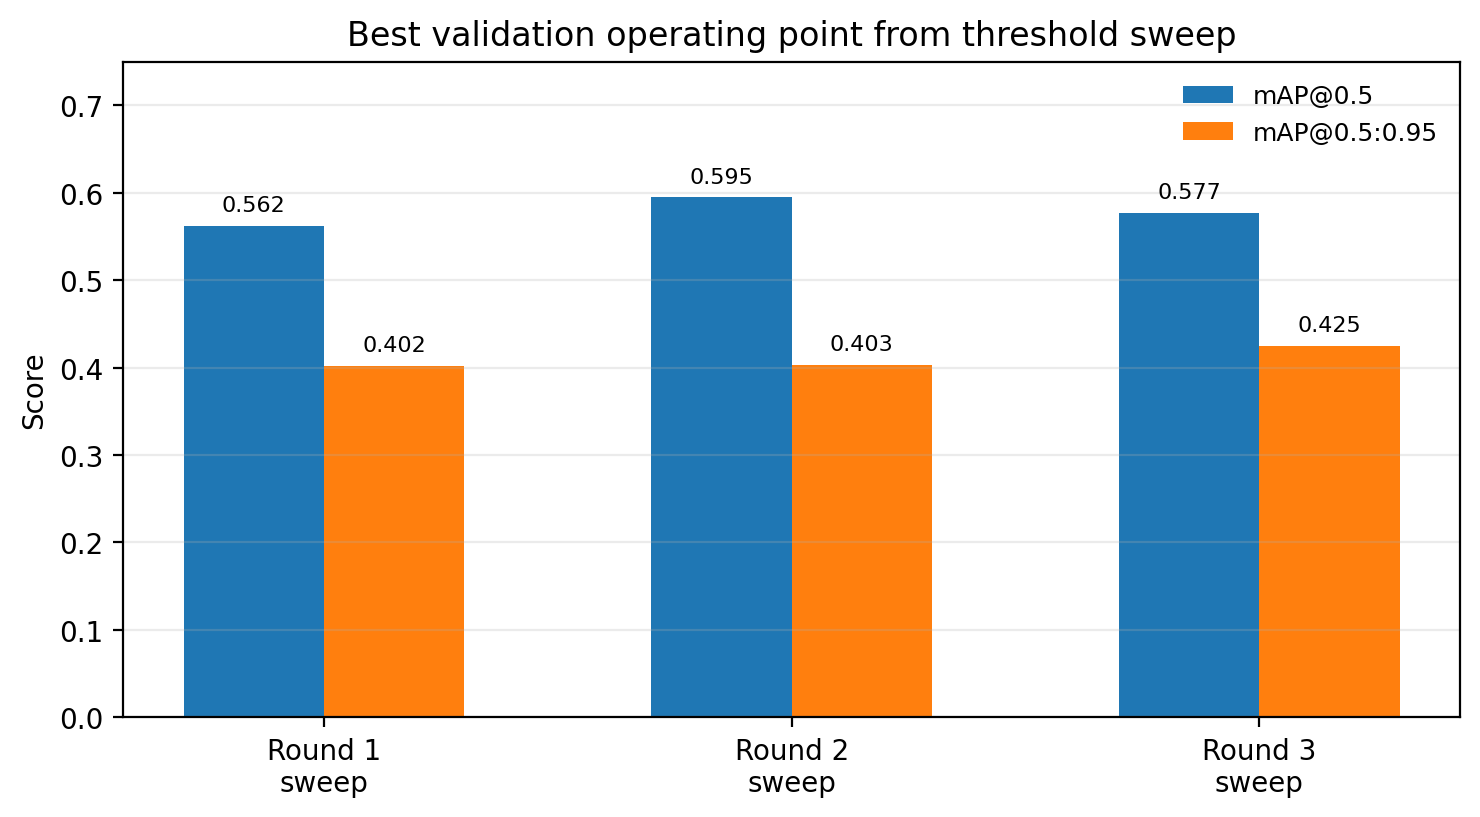 Best validation operating point from threshold sweep
mAP@0.5
mAP@0.5:0.95
Score
0.7
0.6
0.5
0.4
0.3
0.2
0.1
0.0
0.562
0.402
0.595
0.403
0.577
0.425
Round 1
sweep
Round 2
sweep
Round 3
sweep